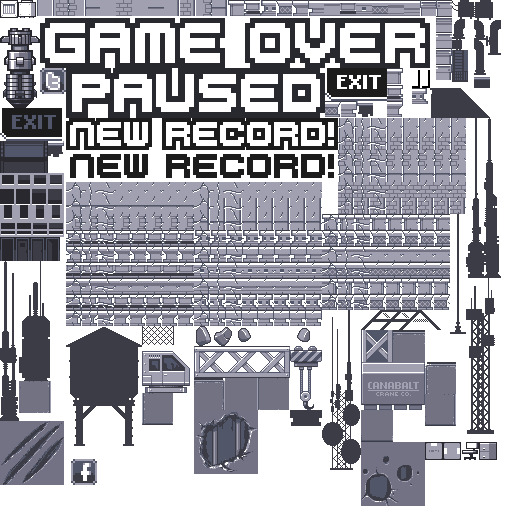 GAME OVER
PAUSED
EXIT
EXIT
NEW RECORD!
NEW RECORD!
CANABALT
CRANE CO.
t
f